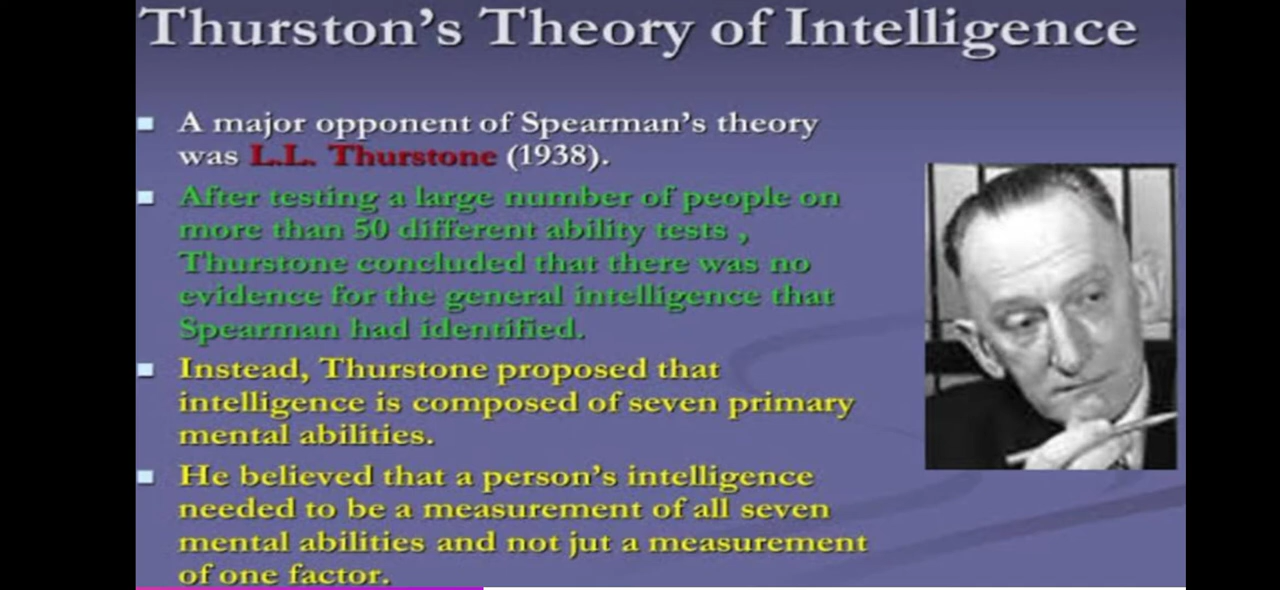 Thurston's Theory of Intelligence
A major opponent of Spearman's theory
was L.L. Thurstone (1938).
After testing a large number of people on
more than 50 different ability tests ,
Thurstone concluded that there was no
evidence for the general intelligence that
Spearman had identified.
Instead, Thurstone proposed that
intelligence is composed of seven primary
mental abilities.
He believed that a person's intelligence
needed to be a measurement of all seven
mental abilities and not jut a measurement
of one factor.